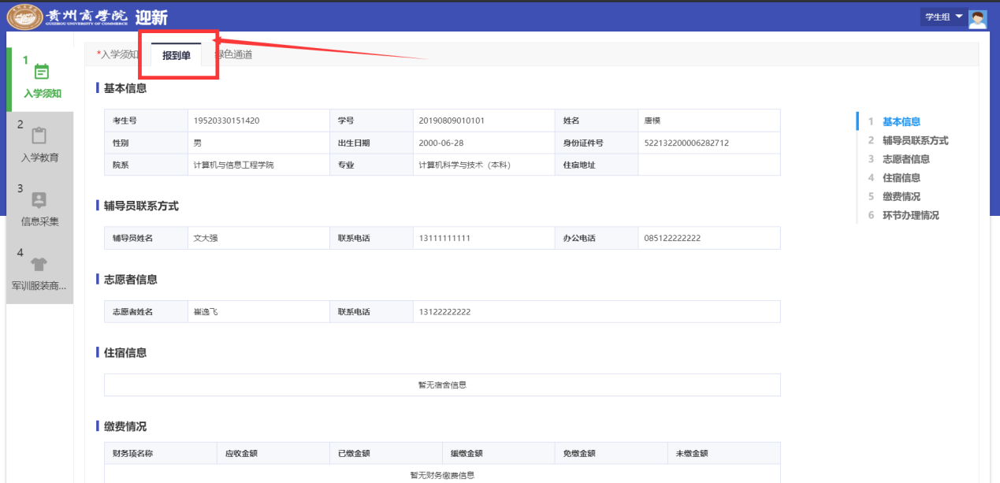 贵州商学院 迎新
GUIZHOU UNIVERSITY OF COMMERCE
学生组
1
入学须知
2
入学教育
3
信息采集
4
军训服装商...
*入学须知 报到单 绿色通道
基本信息
考生号 19520330151420 学号 20190809010101 姓名 唐模
性别 男 出生日期 2000-06-28 身份证件号 522132200006282712
院系 计算机与信息工程学院 专业 计算机科学与技术（本科） 住宿地址
辅导员联系方式
辅导员姓名 文大强 联系电话 13111111111 办公电话 085122222222
志愿者信息
志愿者姓名 崔逸飞 联系电话 13122222222
住宿信息
暂无宿舍信息
缴费情况
财务项名称 应收金额 已缴金额 缓缴金额 免缴金额 未缴金额
暂无财务缴费信息
1 基本信息
2 辅导员联系方式
3 志愿者信息
4 住宿信息
5 缴费情况
6 环节办理情况